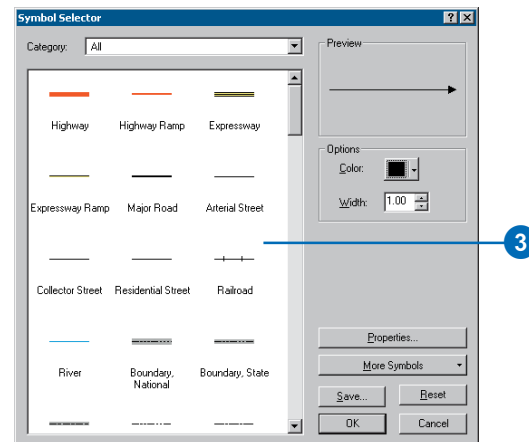 Symbol Selector
Category: All
Highway Highway Ramp Expressway
Expressway Ramp Major Road Arterial Street
Collector Street Residential Street Railroad
River Boundary, National Boundary, State
Preview
Options
Color:
Width: 1.00
Properties...
More Symbols
Save... Reset
OK Cancel
3